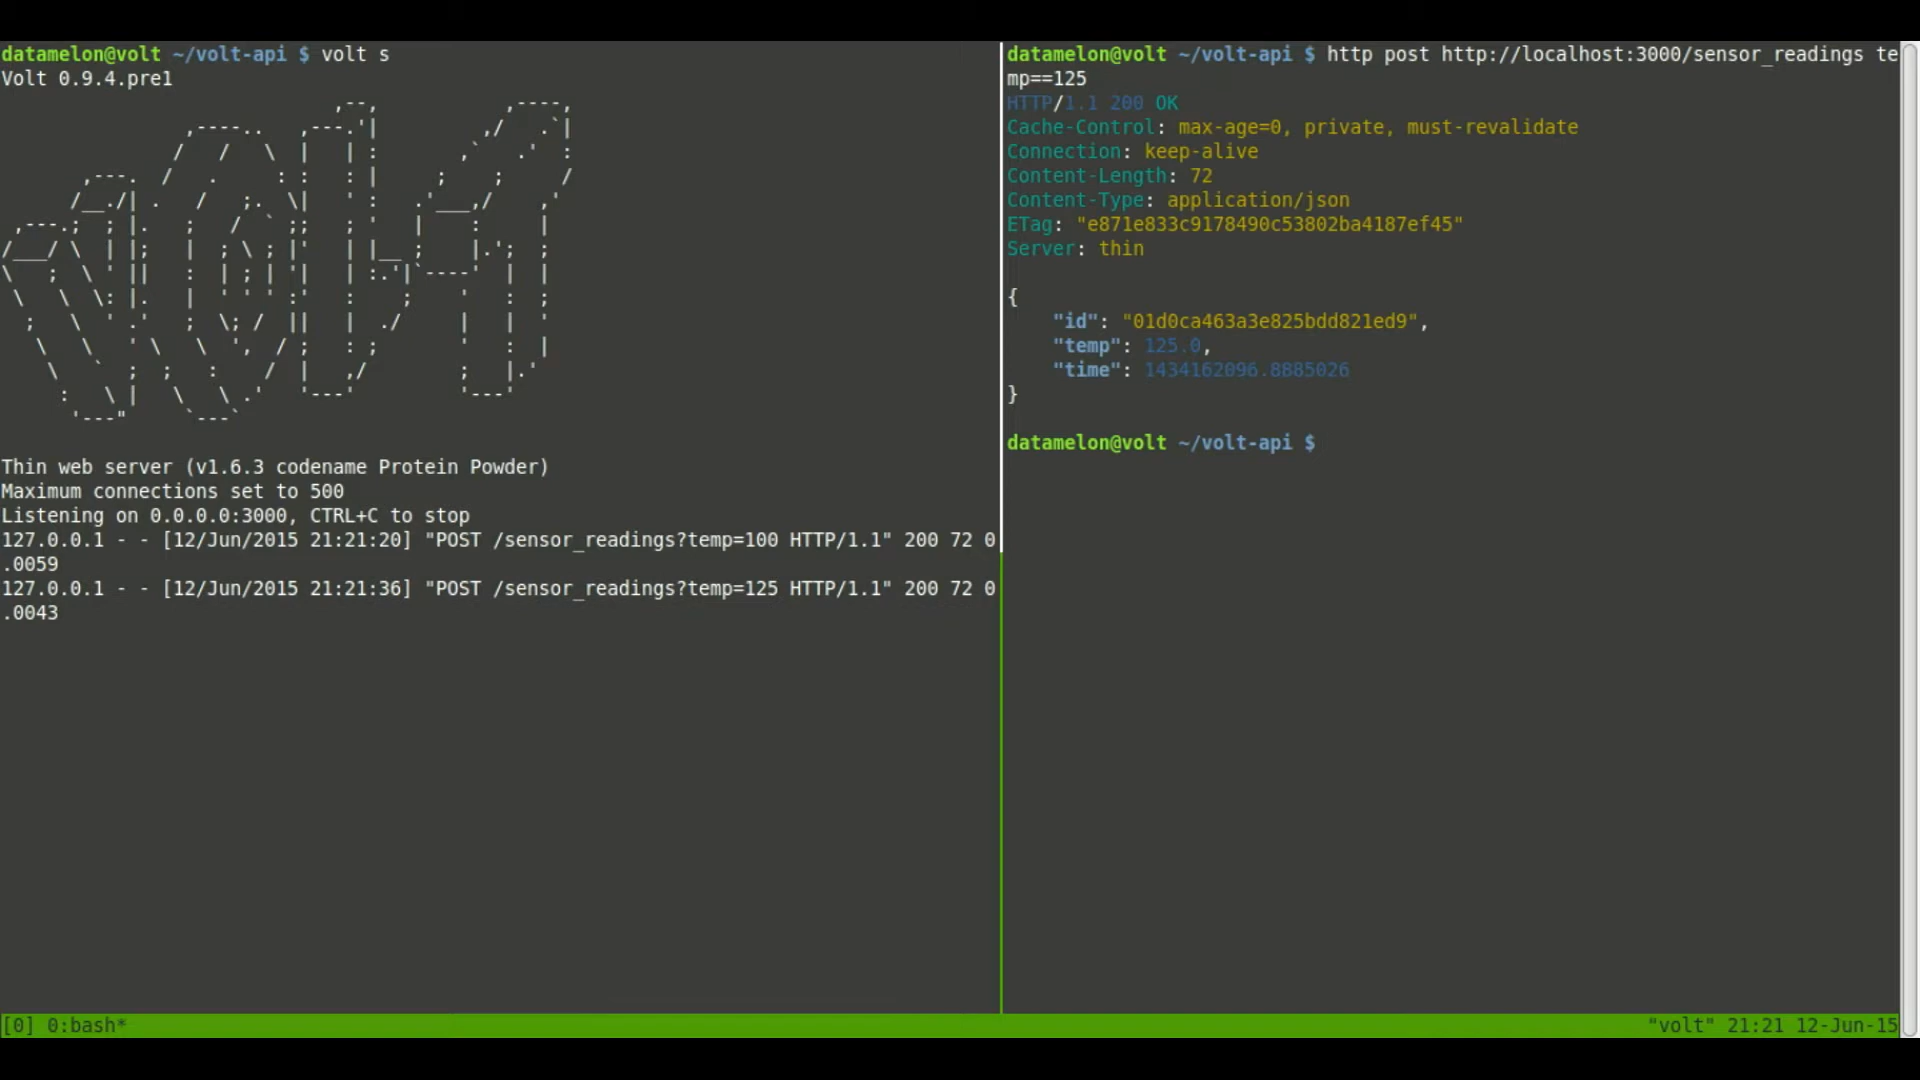 datamelon@volt ~/volt-api $ volt s
Volt 0.9.4.pre1
Thin web server (v1.6.3 codename Protein Powder)
Maximum connections set to 500
Listening on 0.0.0.0:3000, CTRL+C to stop
127.0.0.1 - - [12/Jun/2015 21:21:20] "POST /sensor_readings?temp=100 HTTP/1.1" 200 72 0
.0059
127.0.0.1 - - [12/Jun/2015 21:21:36] "POST /sensor_readings?temp=125 HTTP/1.1" 200 72 0
.0043
datamelon@volt ~/volt-api $ http post http://localhost:3000/sensor_readings te
mp==125
HTTP/1.1 200 OK
Cache-Control: max-age=0, private, must-revalidate
Connection: keep-alive
Content-Length: 72
Content-Type: application/json
ETag: "e871e833c9178490c53802ba4187ef45"
Server: thin
{
"id": "01d0ca463a3e825bdd821ed9",
"temp": 125.0,
"time": 1434162096.8885026
}
datamelon@volt ~/volt-api $
[0] 0:bash*
"volt" 21:21 12-Jun-15